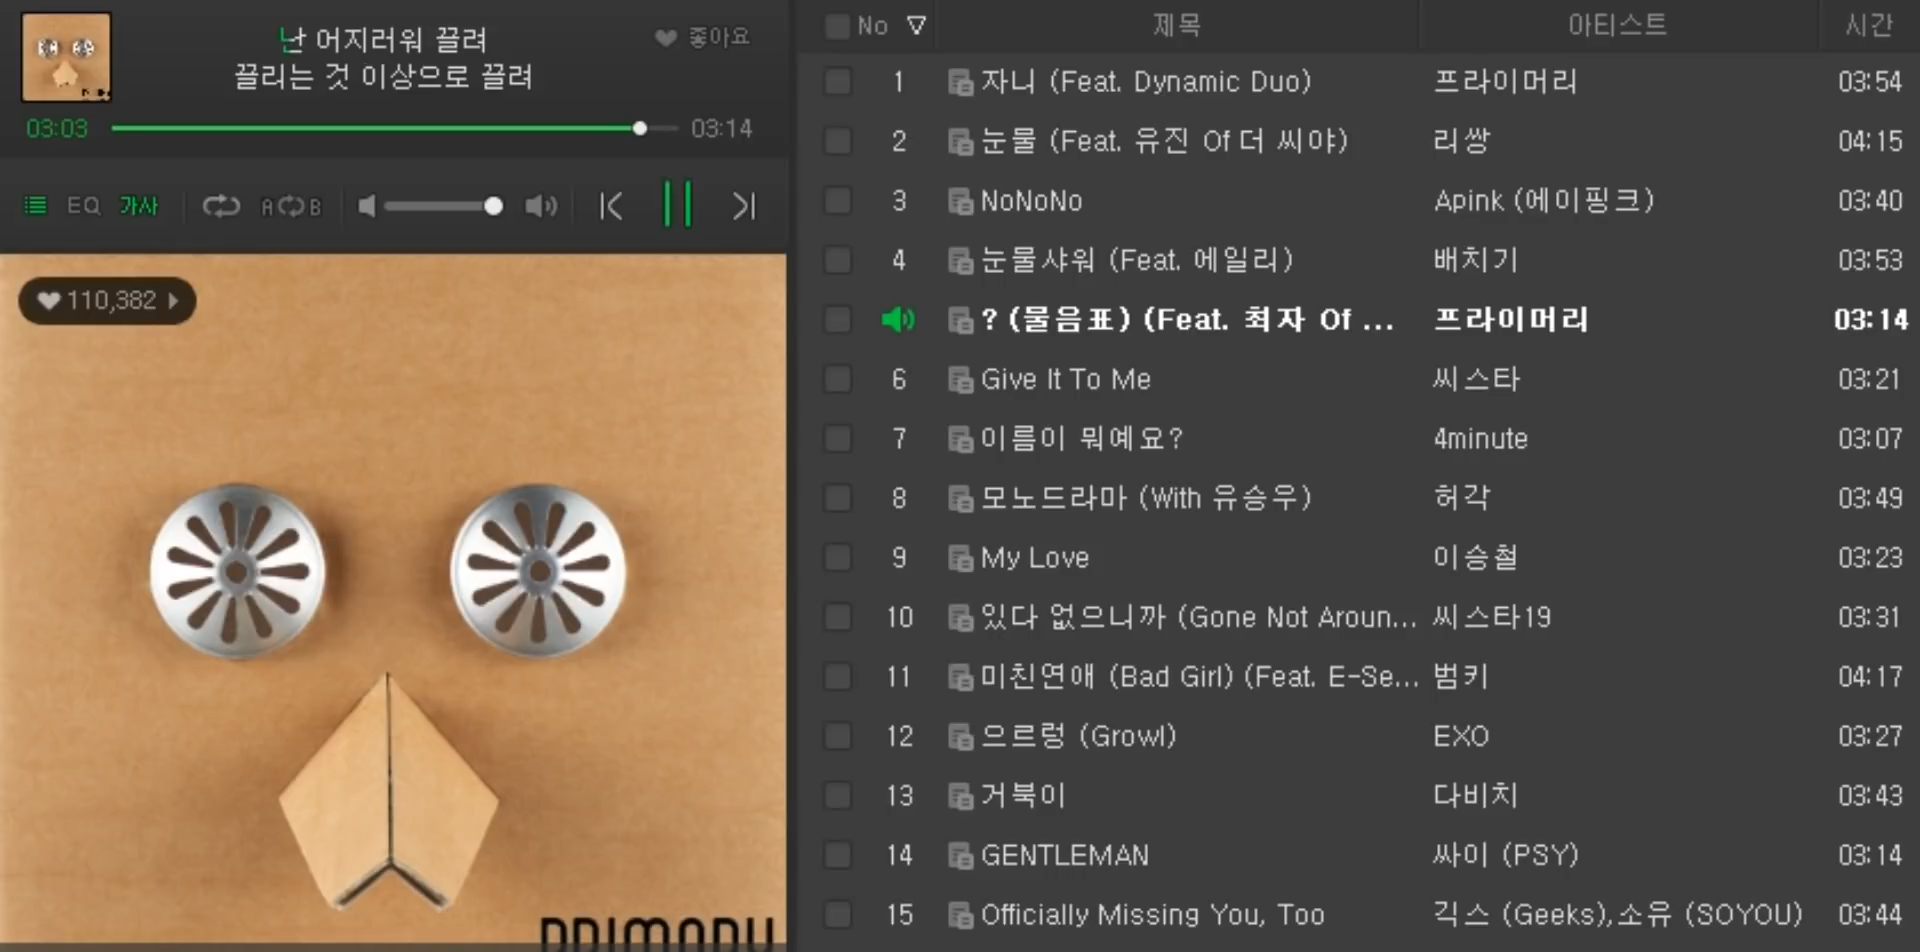 난 어지러워 끌려
끌리는 것 이상으로 끌려
좋아요
03:03
03:14
EQ 가사
A B
110,382
No 제목 아티스트 시간
1 자니 (Feat. Dynamic Duo) 프라이머리 03:54
2 눈물 (Feat. 유진 Of 더 씨야) 리쌍 04:15
3 NoNoNo Apink (에이핑크) 03:40
4 눈물샤워 (Feat. 에일리) 배치기 03:53
? (물음표) (Feat. 최자 Of ... 프라이머리 03:14
6 Give It To Me 씨스타 03:21
7 이름이 뭐예요? 4minute 03:07
8 모노드라마 (With 유승우) 허각 03:49
9 My Love 이승철 03:23
10 있다 없으니까 (Gone Not Aroun... 씨스타19 03:31
11 미친연애 (Bad Girl) (Feat. E-Se... 범키 04:17
12 으르렁 (Growl) EXO 03:27
13 거북이 다비치 03:43
14 GENTLEMAN 싸이 (PSY) 03:14
15 Officially Missing You, Too 긱스 (Geeks),소유 (SOYOU) 03:44